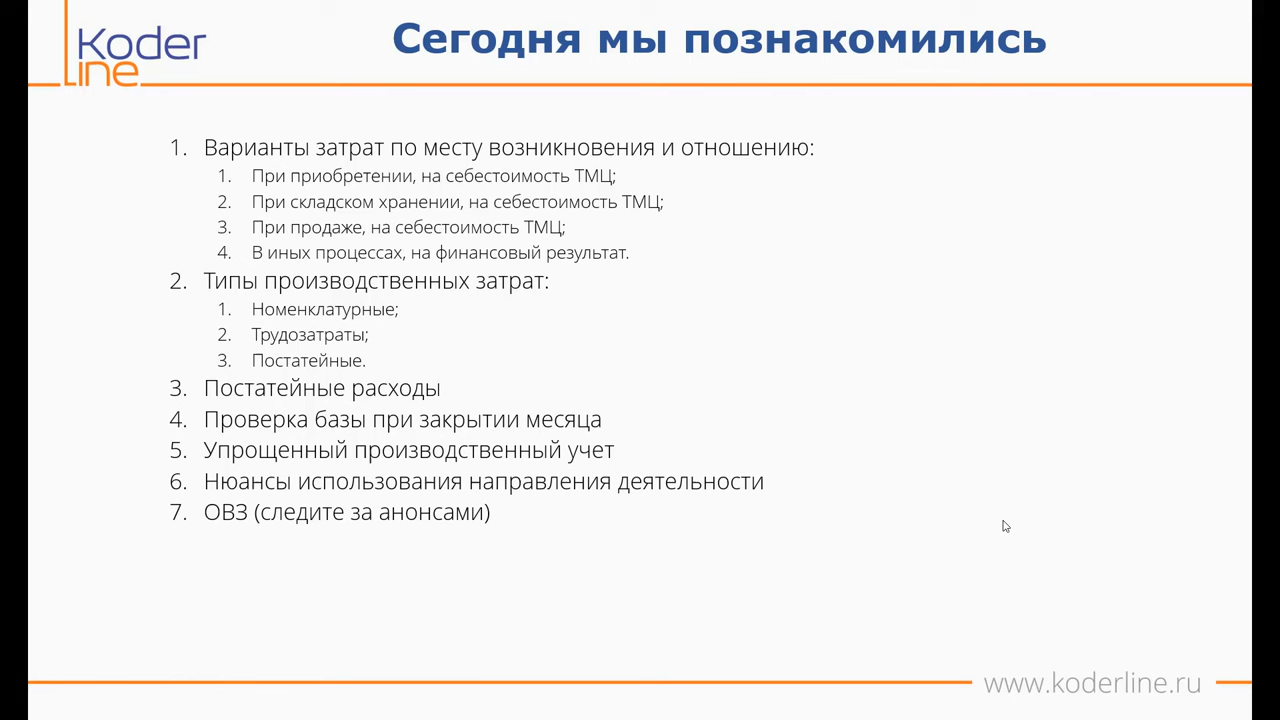 Koder
line
Сегодня мы познакомились
1. Варианты затрат по месту возникновения и отношению:
1. При приобретении, на себестоимость ТМЦ;
2. При складском хранении, на себестоимость ТМЦ;
3. При продаже, на себестоимость ТМЦ;
4. В иных процессах, на финансовый результат.
2. Типы производственных затрат:
1. Номенклатурные;
2. Трудозатраты;
3. Постатейные.
3. Постатейные расходы
4. Проверка базы при закрытии месяца
5. Упрощенный производственный учет
6. Нюансы использования направления деятельности
7. ОВЗ (следите за анонсами)
www.koderline.ru